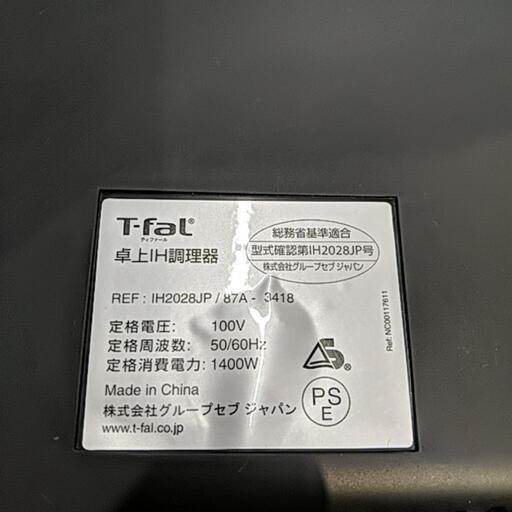 T-fal®
ティファール
卓上IH調理器
総務省基準適合
型式確認第IH2028JP号
株式会社グループセブ ジャパン
REF : IH2028JP / 87A - 3418
定格電圧: 100V
定格周波数: 50/60Hz
定格消費電力: 1400W
Made in China
株式会社グループセブ ジャパン
www.t-fal.co.jp
S
PS
E
Ref: NC00117611